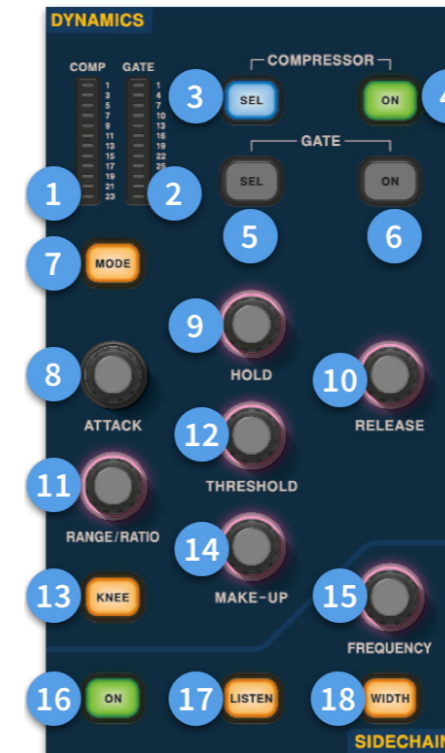 DYNAMICS
COMP GATE
1 1
3 4
5 7
7 10
9 13
11 16
13 19
15 22
17 25
19
21
23
COMPRESSOR
3 SEL ON 4
GATE
SEL ON
1 2 5 6
7 MODE
9
HOLD
8 10
ATTACK RELEASE
12
THRESHOLD
11
RANGE/RATIO
14
MAKE-UP
13 KNEE 15
FREQUENCY
16 ON 17 LISTEN 18 WIDTH
SIDECHAIN